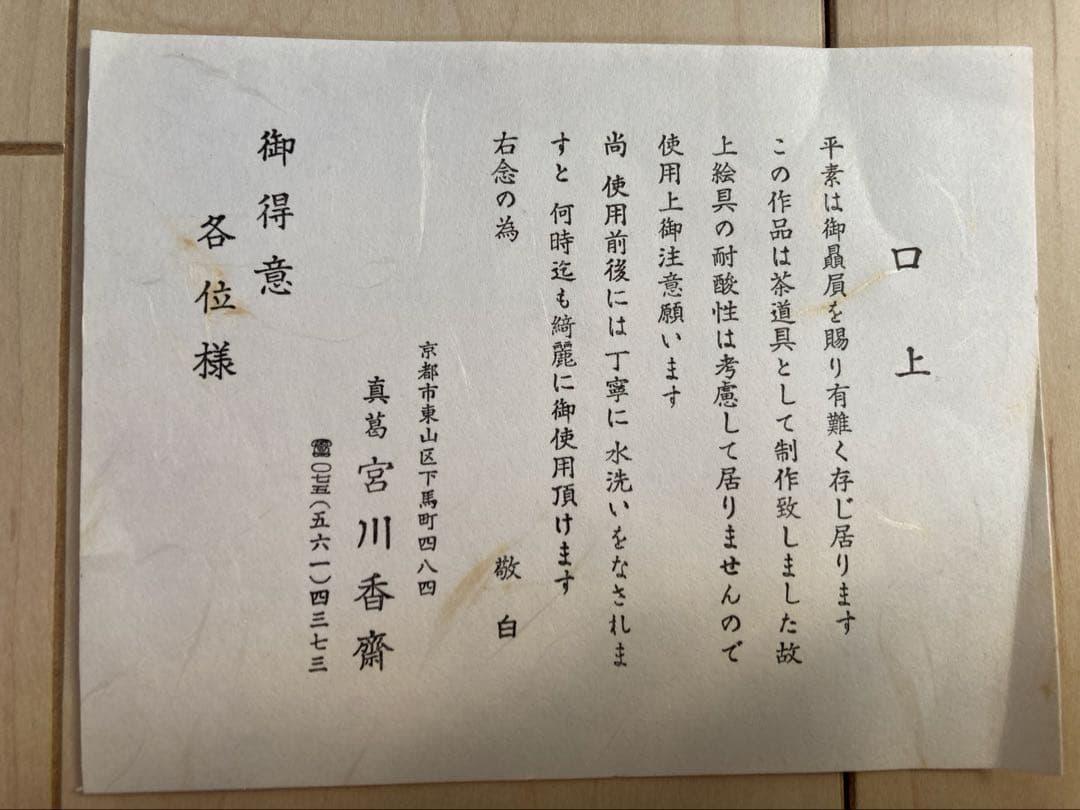 口上
平素は御贔屓を賜り有難く存じ居ります
この作品は茶道具として制作致しました故
上絵具の耐酸性は考慮して居りませんので
使用上御注意願います
尚 使用前後には丁寧に水洗いをなされま
すと 何時迄も綺麗に御使用頂けます
右念の為 敬白
京都市東山区下馬町四八四
真葛 宮川香齋
☎〇七五(五六一)四三七三
御得意
各位様